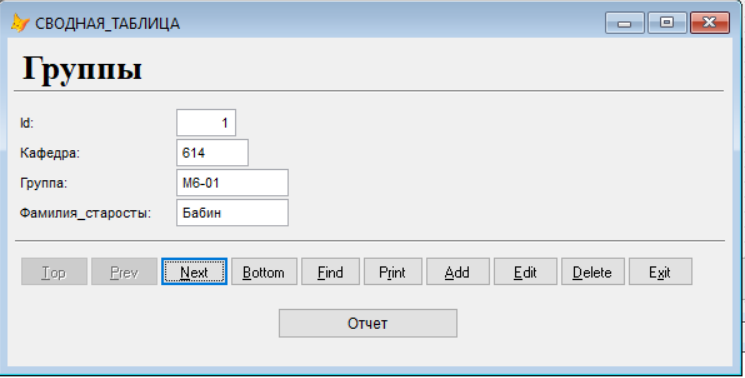 СВОДНАЯ_ТАБЛИЦА
Группы
Id: 1
Кафедра: 614
Группа: М6-01
Фамилия_старосты: Бабин
Top Prev Next Bottom Find Print Add Edit Delete Exit
Отчет